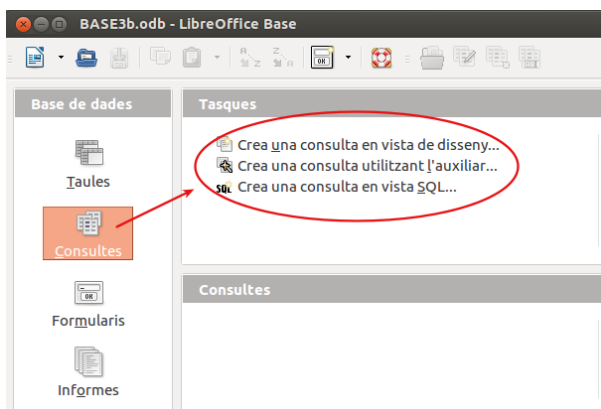 BASE3b.odb - LibreOffice Base
Base de dades
Tasques
Taules
Consultes
Formularis
Informes
Crea una consulta en vista de disseny...
Crea una consulta utilitzant l'auxiliar...
SQL Crea una consulta en vista SQL...
Consultes